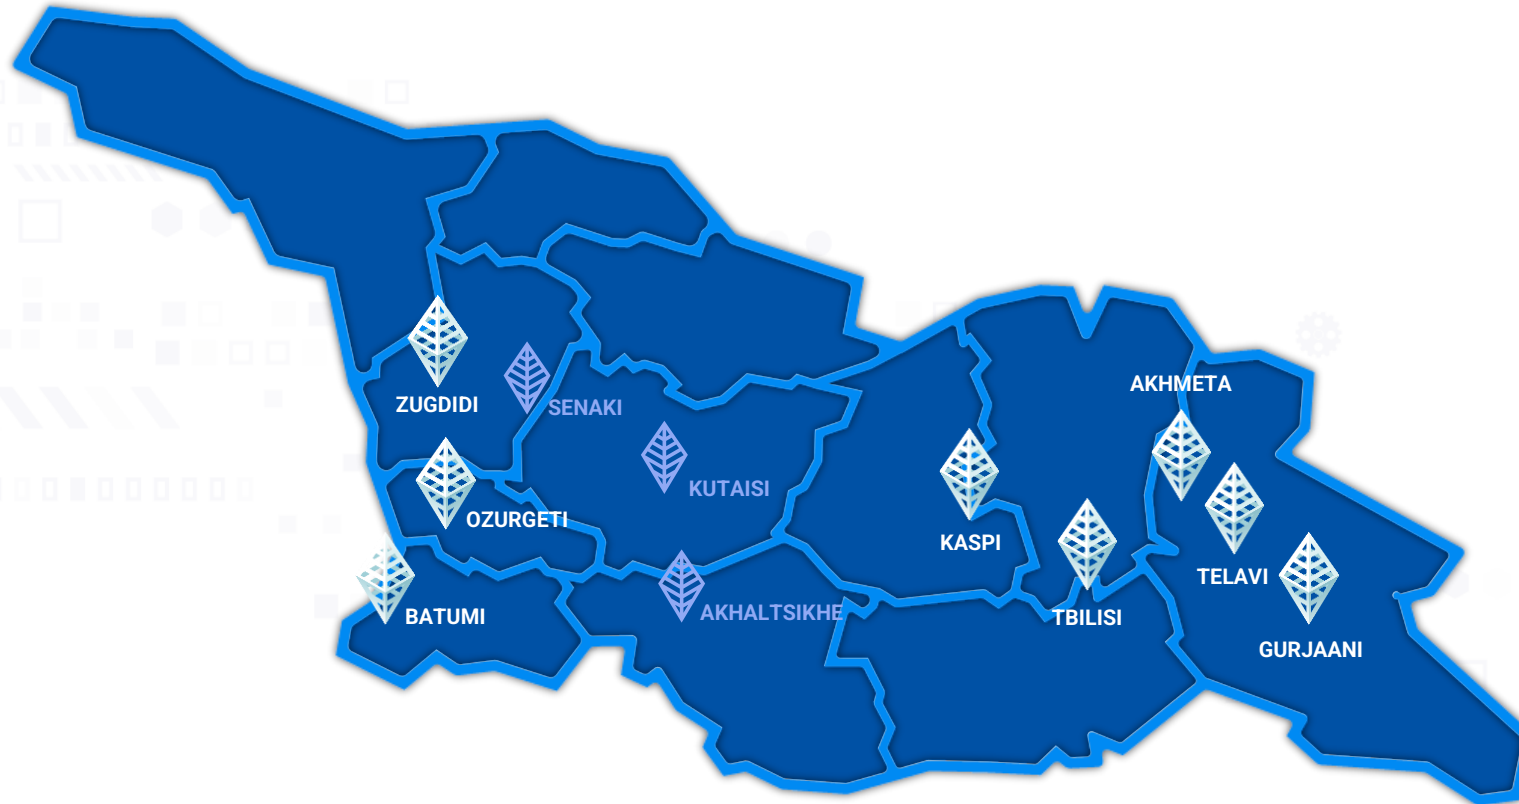 AKHMETA
ZUGDIDI
SENAKI
KUTAISI
OZURGETI
KASPI
TELAVI
BATUMI
AKHALTSIKHE
TBILISI
GURJAANI